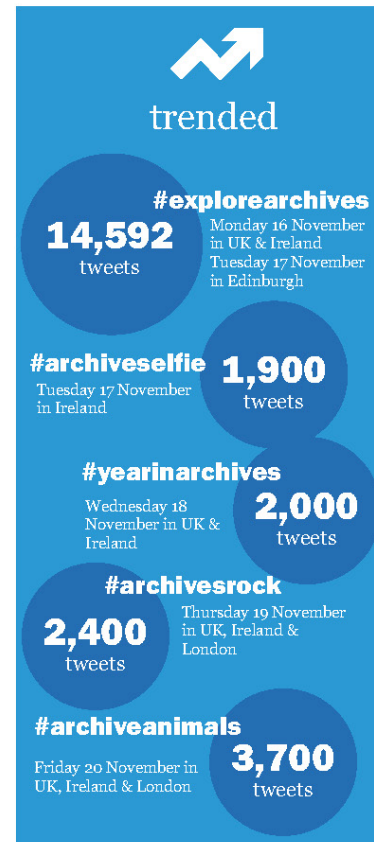 trended
#explorearchives
14,592
tweets
Monday 16 November
in UK & Ireland
Tuesday 17 November
in Edinburgh
#archiveselfie
Tuesday 17 November
in Ireland
1,900
tweets
#yearinarchives
Wednesday 18
November in UK &
Ireland
2,000
tweets
#archivesrock
2,400
tweets
Thursday 19 November
in UK, Ireland &
London
#archiveanimals
Friday 20 November in
UK, Ireland & London
3,700
tweets